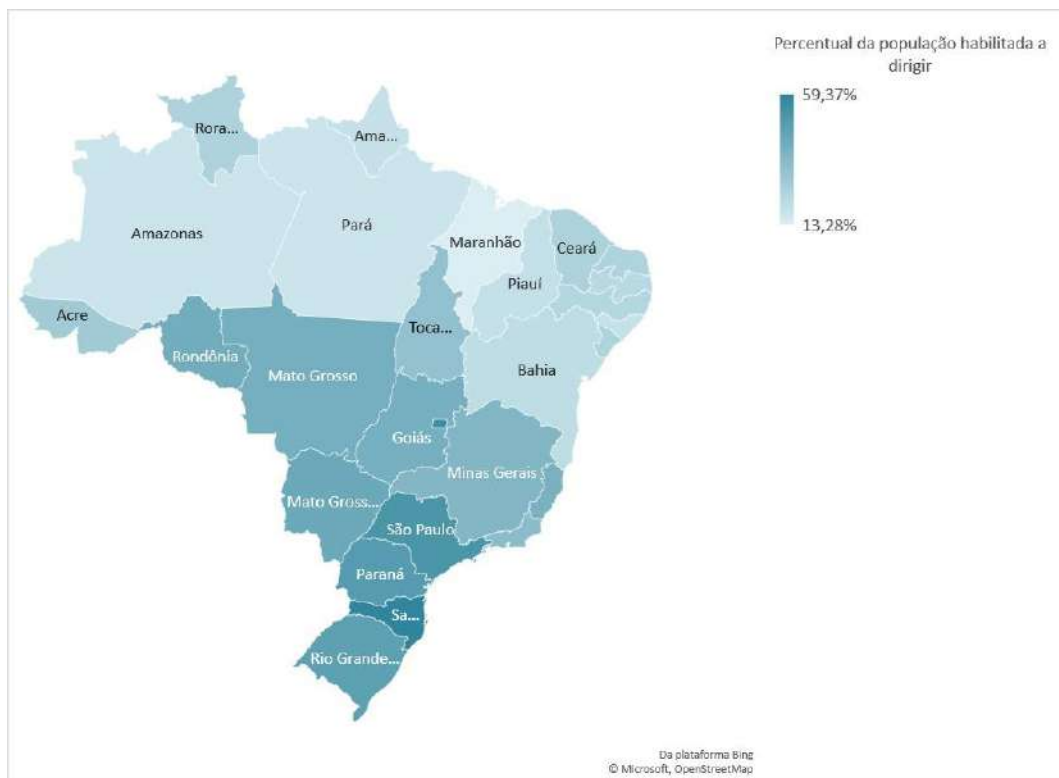 Percentual da população habilitada a
dirigir
59,37%
13,28%
Rora...
Ama...
Amazonas
Pará
Maranhão
Ceará
Piauí
Acre
Toca...
Rondônia
Mato Grosso
Bahia
Goiás
Minas Gerais
Mato Gross...
São Paulo
Paraná
Sa...
Rio Grande...
Da plataforma Bing
© Microsoft, OpenStreetMap